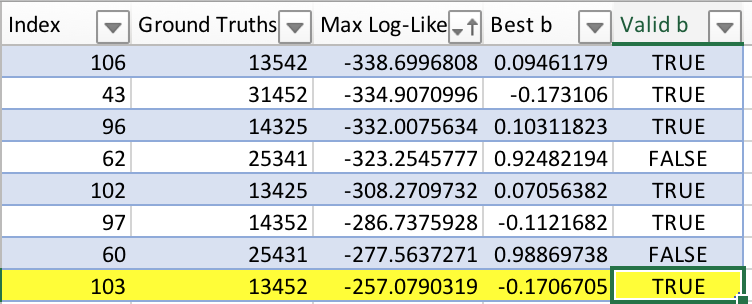 Index Ground Truths Max Log-Like Best b Valid b
106 13542 -338.6996808 0.09461179 TRUE
43 31452 -334.9070996 -0.173106 TRUE
96 14325 -332.0075634 0.10311823 TRUE
62 25341 -323.2545777 0.92482194 FALSE
102 13425 -308.2709732 0.07056382 TRUE
97 14352 -286.7375928 -0.1121682 TRUE
60 25431 -277.5637271 0.98869738 FALSE
103 13452 -257.0790319 -0.1706705 TRUE